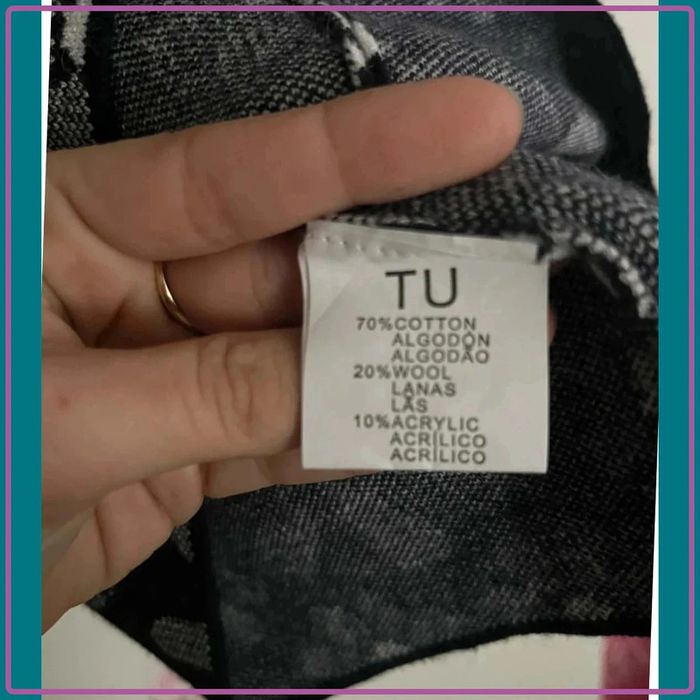 TU
70%COTTON
ALGODÓN
ALGODÃO
20%WOOL
LANAS
LÃS
10%ACRYLIC
ACRÍLICO
ACRÍLICO